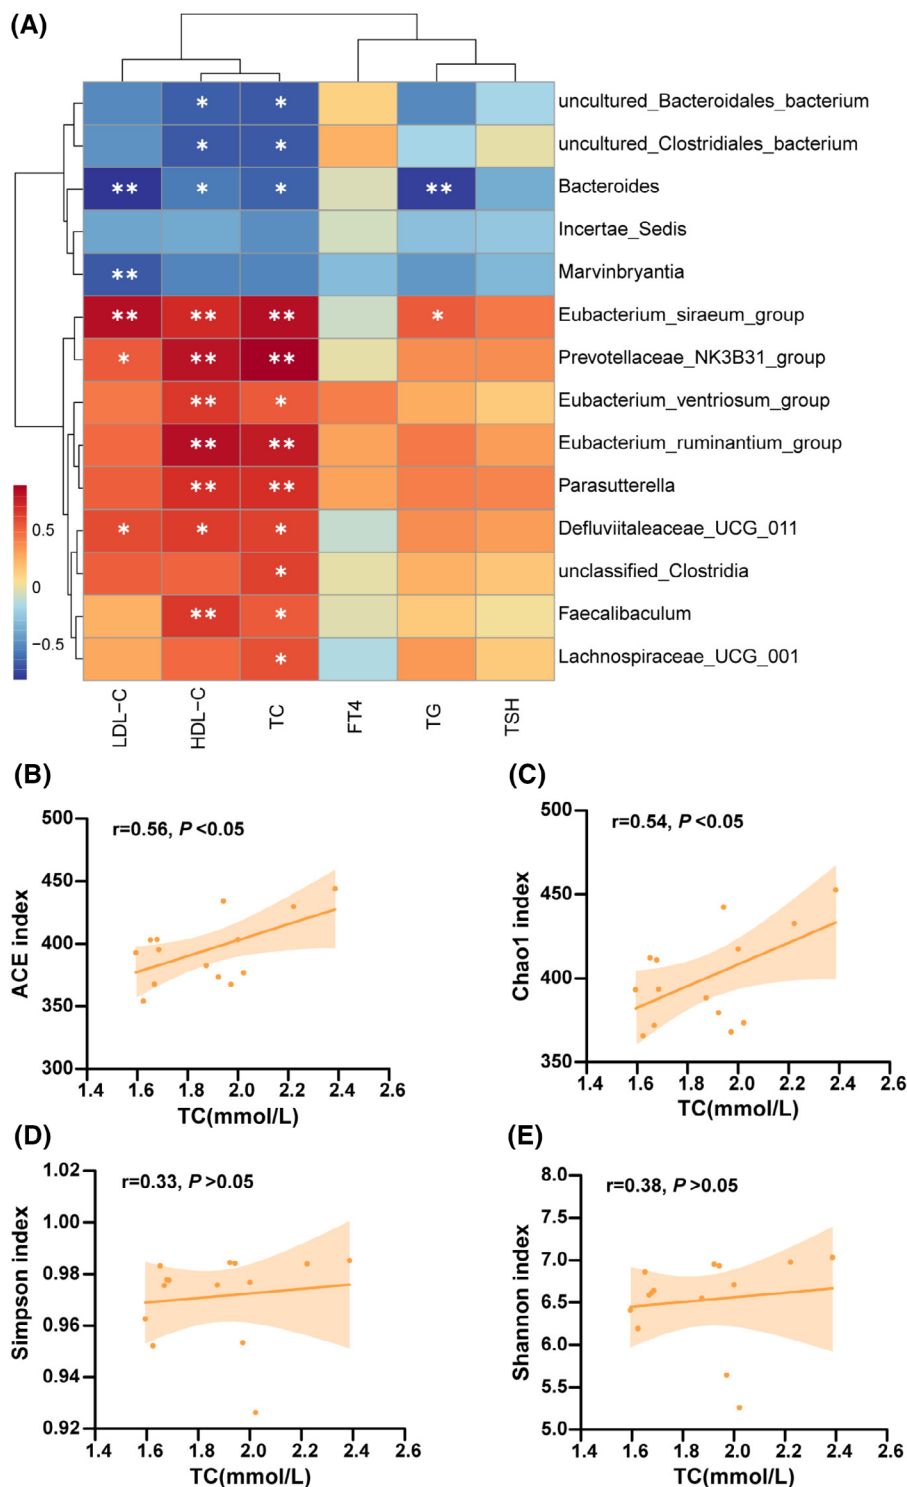 (A)
* * uncultured_Bacteroidales_bacterium
* * uncultured_Clostridiales_bacterium
** * * ** Bacteroides
Incertae_Sedis
** Marvinbryantia
** ** ** * Eubacterium_siraeum_group
* ** ** Prevotellaceae_NK3B31_group
** * Eubacterium_ventriosum_group
** ** Eubacterium_ruminantium_group
** ** Parasutterella
* * * Defluviitaleaceae_UCG_011
* unclassified_Clostridia
** * Faecalibaculum
* Lachnospiraceae_UCG_001
0.5
0
−0.5
LDL−C
HDL−C
TC
FT4
TG
TSH
(B)
r=0.56, P <0.05
ACE index
500
450
400
350
300
1.4 1.6 1.8 2.0 2.2 2.4 2.6
TC(mmol/L)
(C)
r=0.54, P <0.05
Chao1 index
500
450
400
350
1.4 1.6 1.8 2.0 2.2 2.4 2.6
TC(mmol/L)
(D)
r=0.33, P >0.05
Simpson index
1.02
1.00
0.98
0.96
0.94
0.92
1.4 1.6 1.8 2.0 2.2 2.4 2.6
TC(mmol/L)
(E)
r=0.38, P >0.05
Shannon index
8.0
7.5
7.0
6.5
6.0
5.5
5.0
1.4 1.6 1.8 2.0 2.2 2.4 2.6
TC(mmol/L)